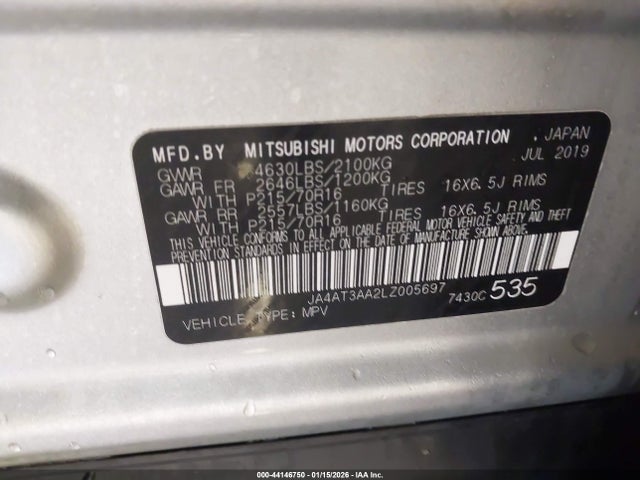 MFD.BY MITSUBISHI MOTORS CORPORATION JAPAN
GVWR 4630LBS/2100KG JUL 2019
GAWR FR 2646LBS/1200KG
WITH P215/70R16 TIRES 16X6.5J RIMS
GAWR RR 2557LBS/1160KG
WITH P215/70R16 TIRES 16X6.5J RIMS
THIS VEHICLE CONFORMS TO ALL APPLICABLE FEDERAL MOTOR VEHICLE SAFETY AND THEFT
PREVENTION STANDARDS IN EFFECT ON THE DATE OF MANUFACTURE SHOWN ABOVE.
JA4AT3AA2LZ005697 7430C 535
VEHICLE TYPE: MPV
000-44146750 - 01/15/2026 - IAA Inc.